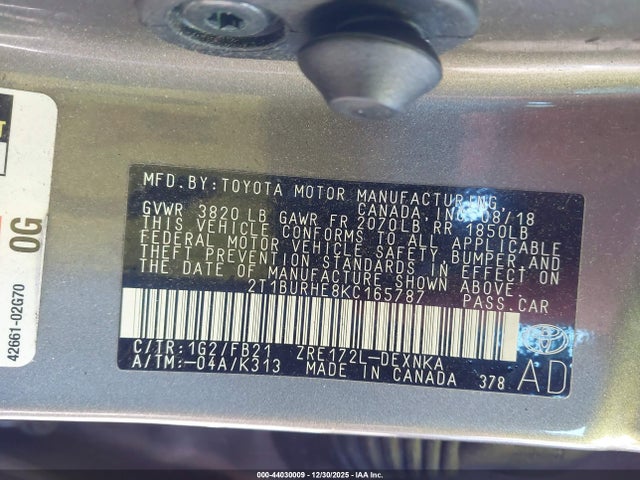 MFD. BY: TOYOTA MOTOR MANUFACTURING
CANADA, INC. 08/18
GVWR 3820 LB GAWR FR 2070LB RR 1850LB
THIS VEHICLE CONFORMS TO ALL APPLICABLE
FEDERAL MOTOR VEHICLE SAFETY, BUMPER AND
THEFT PREVENTION STANDARDS IN EFFECT ON
THE DATE OF MANUFACTURE SHOWN ABOVE.
2T1BURHE8KC165787 PASS.CAR
C/TR:1G2/FB21 ZRE172L-DEXNKA
A/TM:-04A/K313 MADE IN CANADA 378 AD
42661-02G70
0G
000-44030009 - 12/30/2025 - IAA Inc.